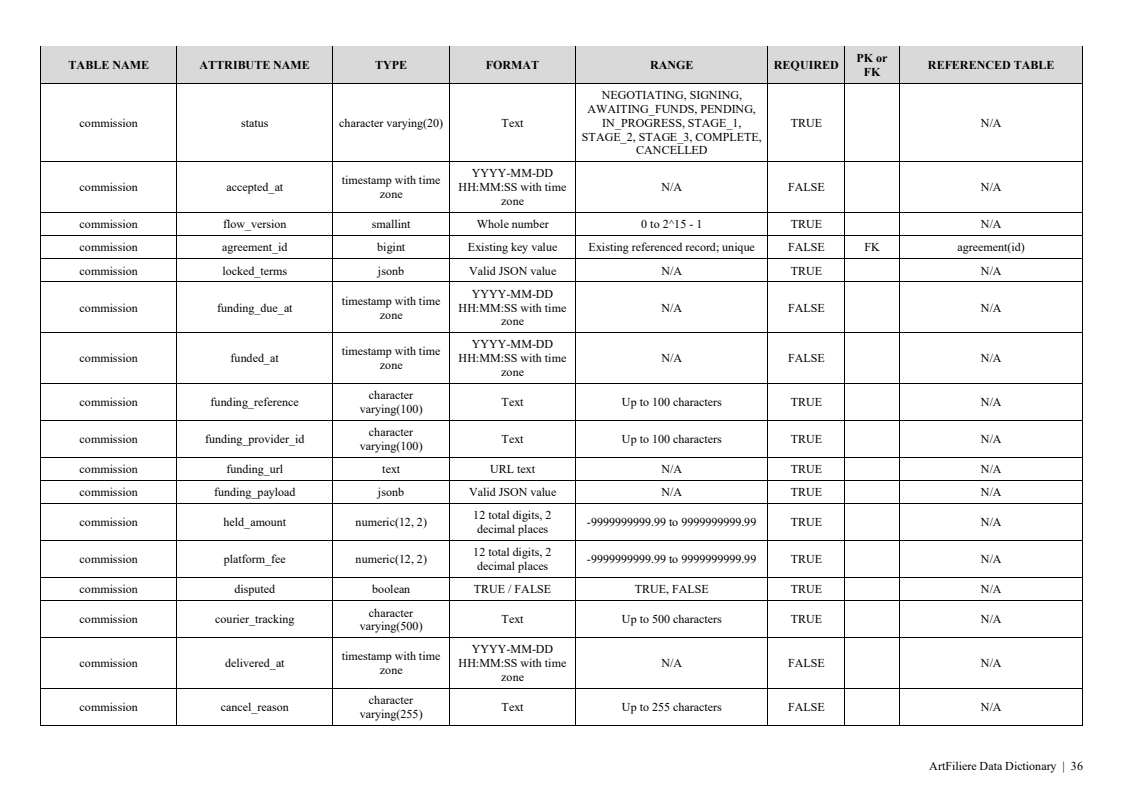 TABLE NAME ATTRIBUTE NAME TYPE FORMAT RANGE REQUIRED PK or FK REFERENCED TABLE
commission status character varying(20) Text NEGOTIATING, SIGNING, AWAITING_FUNDS, PENDING, IN_PROGRESS, STAGE_1, STAGE_2, STAGE_3, COMPLETE, CANCELLED TRUE N/A
commission accepted_at timestamp with time zone YYYY-MM-DD HH:MM:SS with time zone N/A FALSE N/A
commission flow_version smallint Whole number 0 to 2^15 - 1 TRUE N/A
commission agreement_id bigint Existing key value Existing referenced record; unique FALSE FK agreement(id)
commission locked_terms jsonb Valid JSON value N/A TRUE N/A
commission funding_due_at timestamp with time zone YYYY-MM-DD HH:MM:SS with time zone N/A FALSE N/A
commission funded_at timestamp with time zone YYYY-MM-DD HH:MM:SS with time zone N/A FALSE N/A
commission funding_reference character varying(100) Text Up to 100 characters TRUE N/A
commission funding_provider_id character varying(100) Text Up to 100 characters TRUE N/A
commission funding_url text URL text N/A TRUE N/A
commission funding_payload jsonb Valid JSON value N/A TRUE N/A
commission held_amount numeric(12, 2) 12 total digits, 2 decimal places -9999999999.99 to 9999999999.99 TRUE N/A
commission platform_fee numeric(12, 2) 12 total digits, 2 decimal places -9999999999.99 to 9999999999.99 TRUE N/A
commission disputed boolean TRUE / FALSE TRUE, FALSE TRUE N/A
commission courier_tracking character varying(500) Text Up to 500 characters TRUE N/A
commission delivered_at timestamp with time zone YYYY-MM-DD HH:MM:SS with time zone N/A FALSE N/A
commission cancel_reason character varying(255) Text Up to 255 characters FALSE N/A
ArtFiliere Data Dictionary | 36